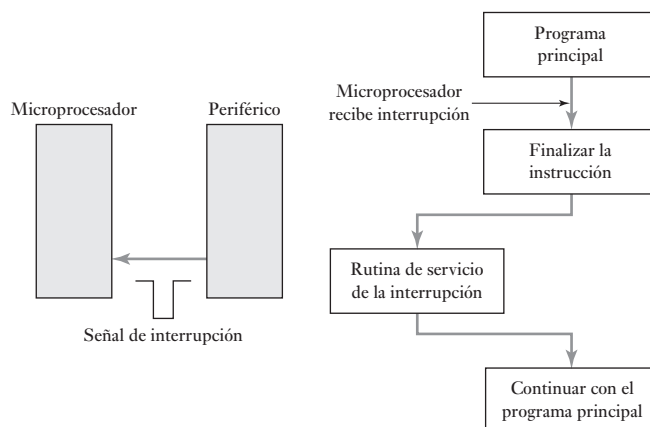 Programa
principal
Microprocesador
recibe interrupción
Microprocesador
Periférico
Finalizar la
instrucción
Rutina de servicio
de la interrupción
Señal de interrupción
Continuar con el
programa principal